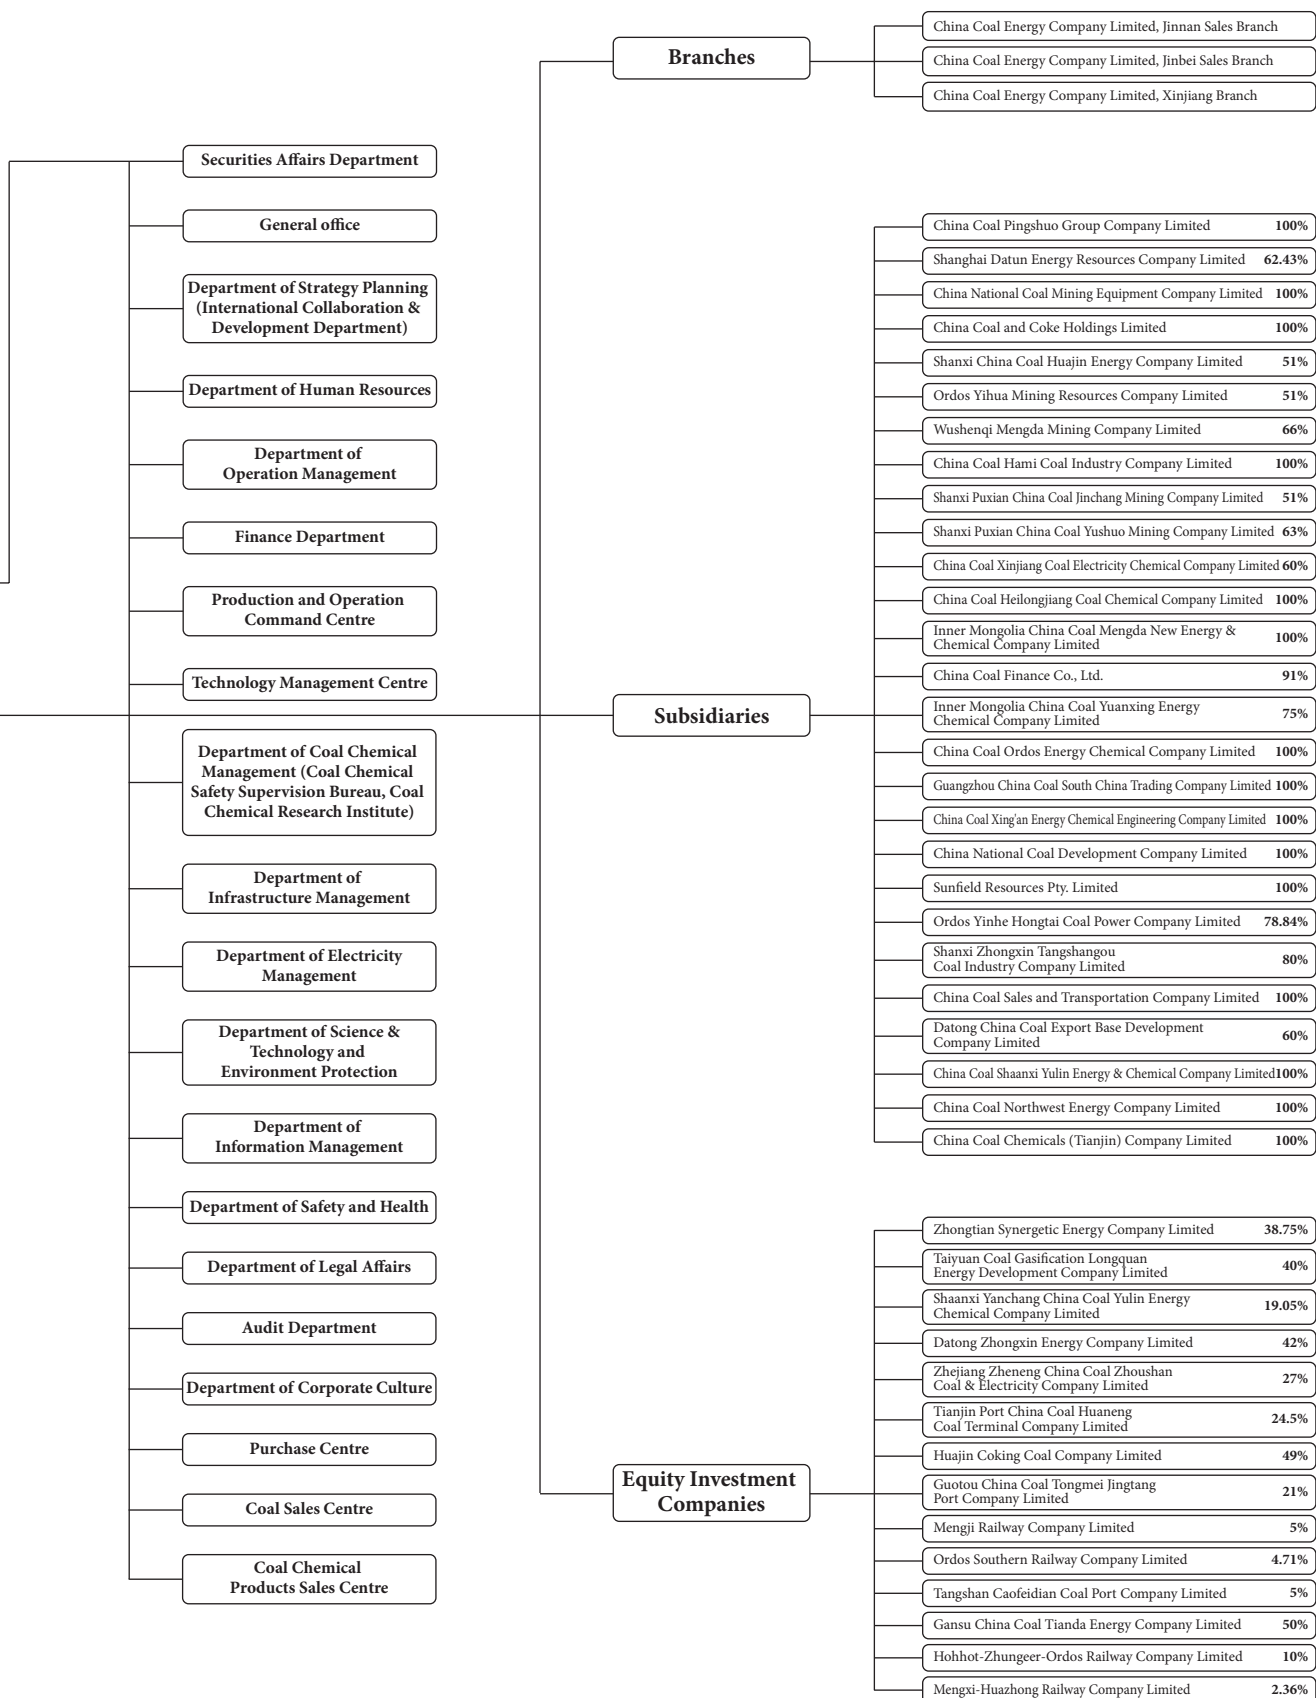 Securities Affairs Department
General office
Department of Strategy Planning
(International Collaboration &
Development Department)
Department of Human Resources
Department of
Operation Management
Finance Department
Production and Operation
Command Centre
Technology Management Centre
Department of Coal Chemical
Management (Coal Chemical
Safety Supervision Bureau, Coal
Chemical Research Institute)
Department of
Infrastructure Management
Department of Electricity
Management
Department of Science &
Technology and
Environment Protection
Department of
Information Management
Department of Safety and Health
Department of Legal Affairs
Audit Department
Department of Corporate Culture
Purchase Centre
Coal Sales Centre
Coal Chemical
Products Sales Centre
Branches
China Coal Energy Company Limited, Jinnan Sales Branch
China Coal Energy Company Limited, Jinbei Sales Branch
China Coal Energy Company Limited, Xinjiang Branch
Subsidiaries
China Coal Pingshuo Group Company Limited 100%
Shanghai Datun Energy Resources Company Limited 62.43%
China National Coal Mining Equipment Company Limited 100%
China Coal and Coke Holdings Limited 100%
Shanxi China Coal Huajin Energy Company Limited 51%
Ordos Yihua Mining Resources Company Limited 51%
Wushenqi Mengda Mining Company Limited 66%
China Coal Hami Coal Industry Company Limited 100%
Shanxi Puxian China Coal Jinchang Mining Company Limited 51%
Shanxi Puxian China Coal Yushuo Mining Company Limited 63%
China Coal Xinjiang Coal Electricity Chemical Company Limited 60%
China Coal Heilongjiang Coal Chemical Company Limited 100%
Inner Mongolia China Coal Mengda New Energy &
Chemical Company Limited 100%
China Coal Finance Co., Ltd. 91%
Inner Mongolia China Coal Yuanxing Energy
Chemical Company Limited 75%
China Coal Ordos Energy Chemical Company Limited 100%
Guangzhou China Coal South China Trading Company Limited 100%
China Coal Xing'an Energy Chemical Engineering Company Limited 100%
China National Coal Development Company Limited 100%
Sunfield Resources Pty. Limited 100%
Ordos Yinhe Hongtai Coal Power Company Limited 78.84%
Shanxi Zhongxin Tangshangou
Coal Industry Company Limited 80%
China Coal Sales and Transportation Company Limited 100%
Datong China Coal Export Base Development
Company Limited 60%
China Coal Shaanxi Yulin Energy & Chemical Company Limited 100%
China Coal Northwest Energy Company Limited 100%
China Coal Chemicals (Tianjin) Company Limited 100%
Equity Investment
Companies
Zhongtian Synergetic Energy Company Limited 38.75%
Taiyuan Coal Gasification Longquan
Energy Development Company Limited 40%
Shaanxi Yanchang China Coal Yulin Energy
Chemical Company Limited 19.05%
Datong Zhongxin Energy Company Limited 42%
Zhejiang Zheneng China Coal Zhoushan
Coal & Electricity Company Limited 27%
Tianjin Port China Coal Huaneng
Coal Terminal Company Limited 24.5%
Huajin Coking Coal Company Limited 49%
Guotou China Coal Tongmei Jingtang
Port Company Limited 21%
Mengji Railway Company Limited 5%
Ordos Southern Railway Company Limited 4.71%
Tangshan Caofeidian Coal Port Company Limited 5%
Gansu China Coal Tianda Energy Company Limited 50%
Hohhot-Zhungeer-Ordos Railway Company Limited 10%
Mengxi-Huazhong Railway Company Limited 2.36%